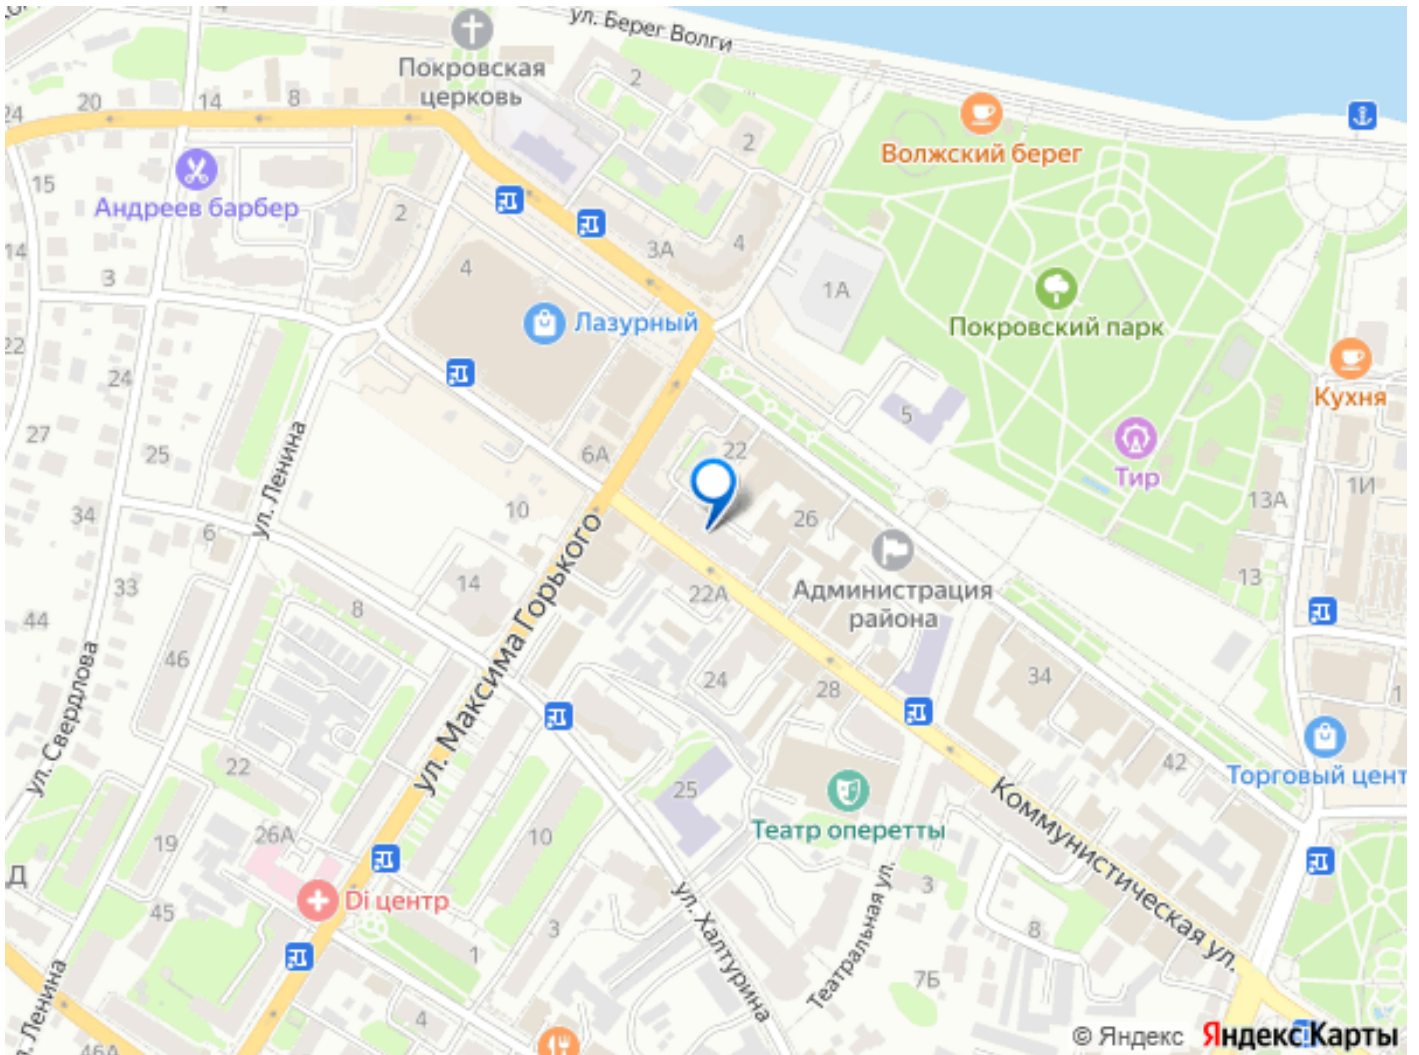 ул. Берег Волги
Покровская
церковь
2
24
20
14
8
2
Волжский берег
15
Андреев барбер
2
14
3
4
3А
4
1А
Лазурный
Покровский парк
22
24
5
Кухня
27
25
ул. Ленина
6А
22
Тир
1И
13А
34
6
10
26
33
44
8
14
22А
Администрация
района
13
46
ул. Свердлова
ул. Максима Горького
24
28
34
1
22
25
42
Торговый цент
Театр оперетты
Коммунистическая ул.
19
26А
10
Д
45
Di центр
ул. Халтурина
Театральная ул.
3
3
8
1
7Б
4
. Ленина
46А
© Яндекс Яндекс Карты